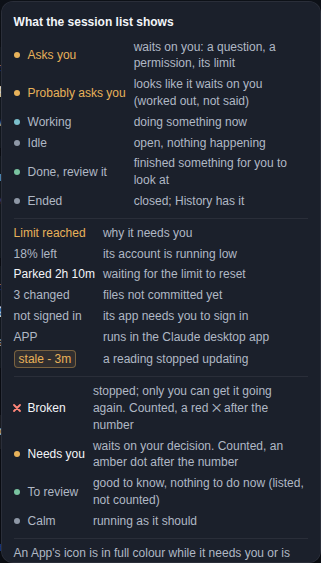 What the session list shows
Asks you waits on you: a question, a
permission, its limit
Probably asks you looks like it waits on you
(worked out, not said)
Working doing something now
Idle open, nothing happening
Done, review it finished something for you to
look at
Ended closed; History has it
Limit reached why it needs you
18% left its account is running low
Parked 2h 10m waiting for the limit to reset
3 changed files not committed yet
not signed in its app needs you to sign in
APP runs in the Claude desktop app
stale - 3m a reading stopped updating
Broken stopped; only you can get it going
again. Counted, a red ✕ after the
number
Needs you waits on your decision. Counted, an
amber dot after the number
To review good to know, nothing to do now (listed,
not counted)
Calm running as it should
An App's icon is in full colour while it needs you or is